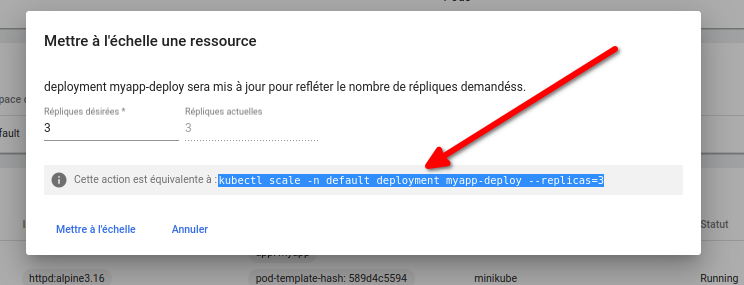 Mettre à l'échelle une ressource
deployment myapp-deploy sera mis à jour pour refléter le nombre de répliques demandéss.
Répliques désirées * Répliques actuelles
3 3
Cette action est équivalente à : kubectl scale -n default deployment myapp-deploy --replicas=3
Mettre à l'échelle Annuler
Statut
httpd:alpine3.16 pod-template-hash: 589d4c5594 minikube Running